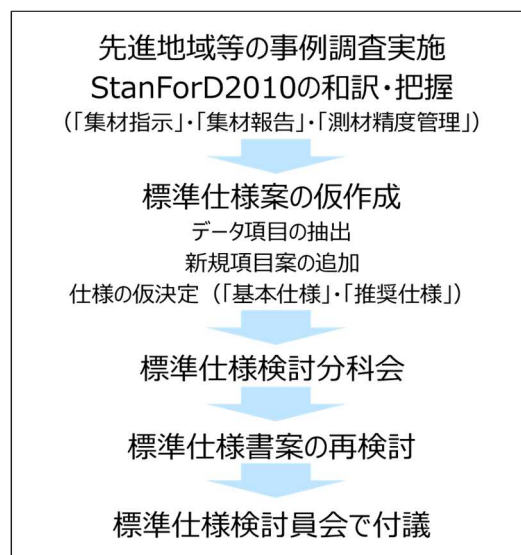 先進地域等の事例調査実施
StanForD2010の和訳・把握
（「集材指示」・「集材報告」・「測材精度管理」）
標準仕様案の仮作成
データ項目の抽出
新規項目案の追加
仕様の仮決定（「基本仕様」・「推奨仕様」）
標準仕様検討分科会
標準仕様書案の再検討
標準仕様検討員会で付議